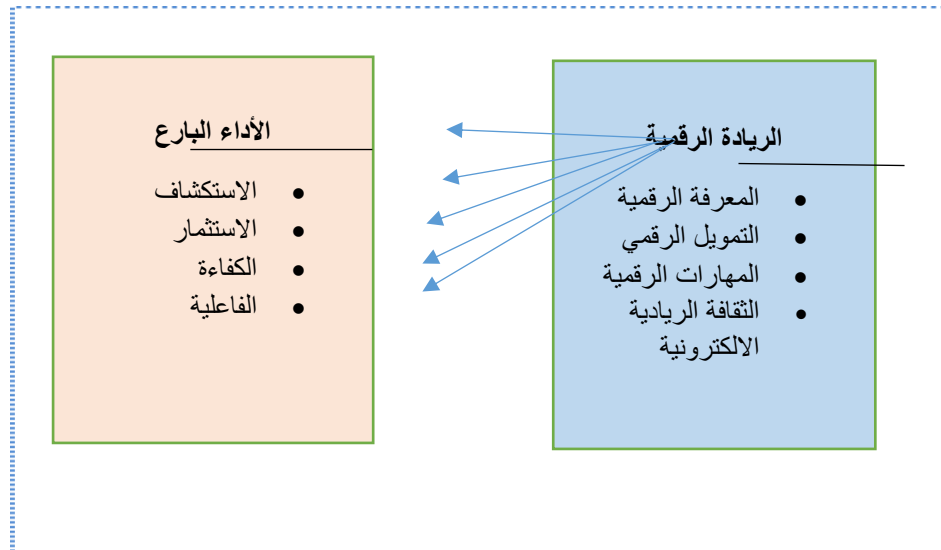 الريادة الرقمية
• المعرفة الرقمية
• التمويل الرقمي
• المهارات الرقمية
• الثقافة الريادية
الالكترونية
الأداء البارع
• الاستكشاف
• الاستثمار
• الكفاءة
• الفاعلية